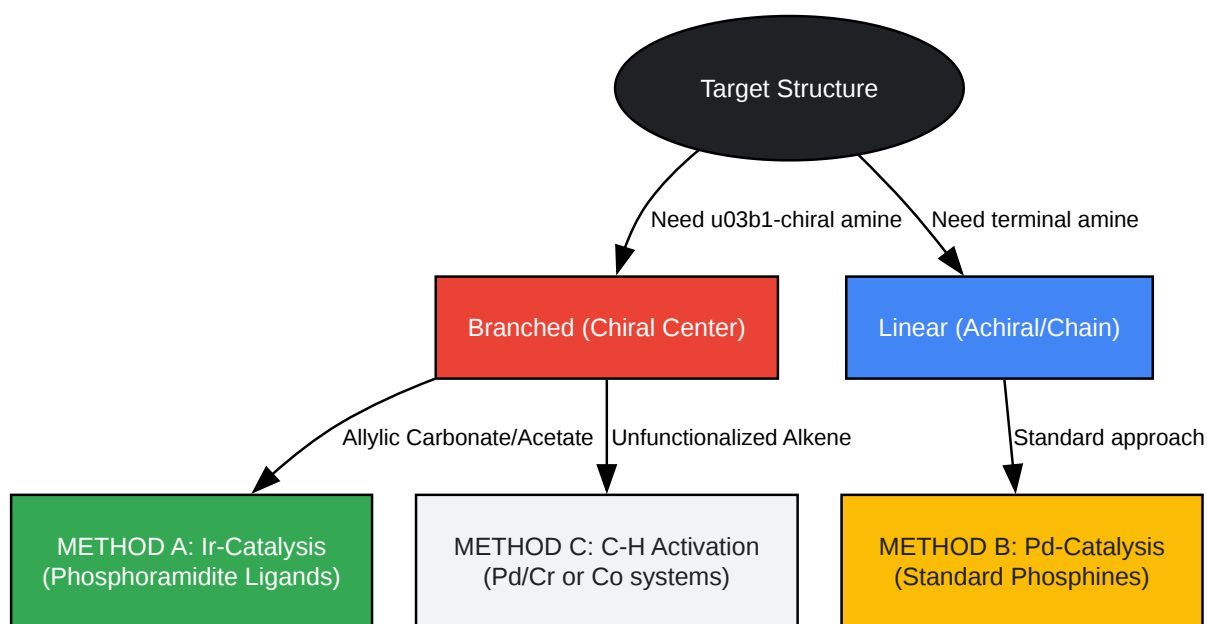 Target Structure
Need u03b1-chiral amine
Need terminal amine
Branched (Chiral Center)
Linear (Achiral/Chain)
Allylic Carbonate/Acetate
Unfunctionalized Alkene
Standard approach
METHOD A: Ir-Catalysis
(Phosphoramidite Ligands)
METHOD C: C-H Activation
(Pd/Cr or Co systems)
METHOD B: Pd-Catalysis
(Standard Phosphines)